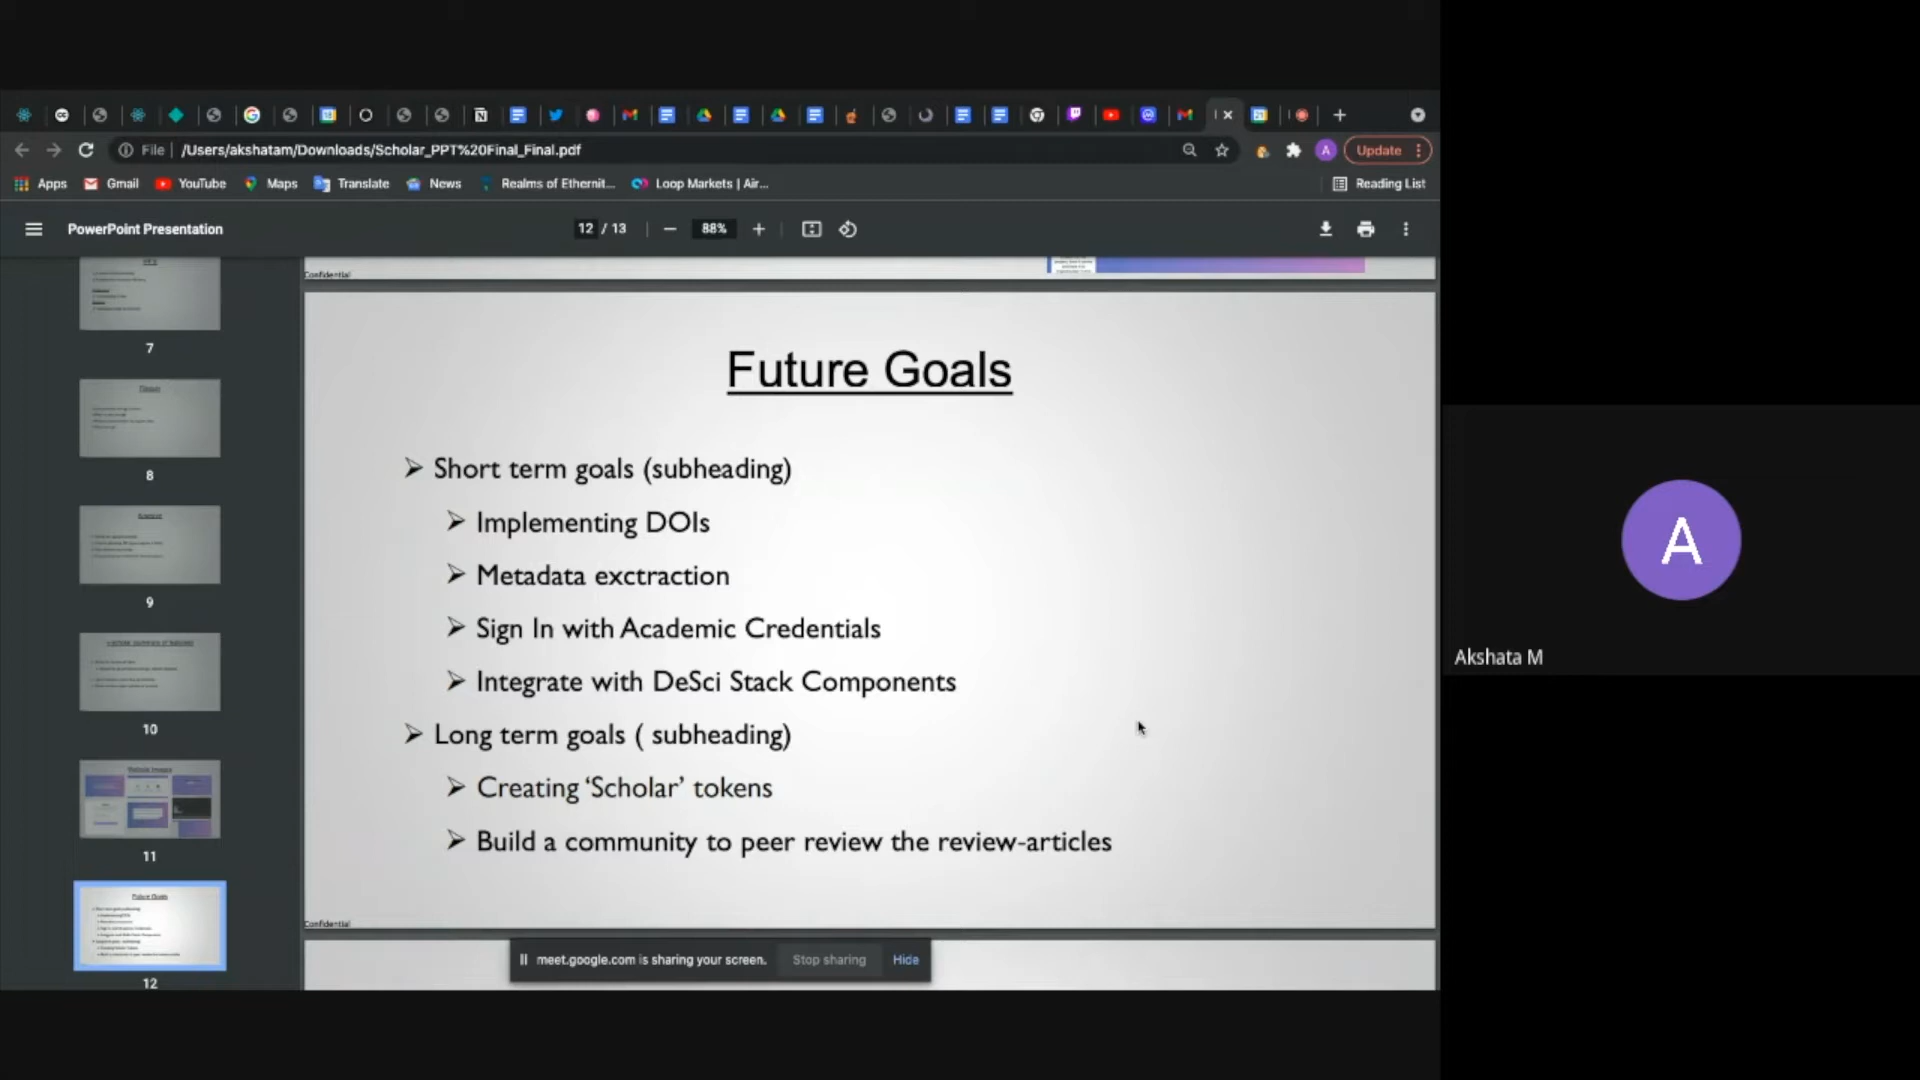 File /Users/akshatam/Downloads/Scholar_PPT%20Final_Final.pdf
A
Update
Apps Gmail YouTube Maps Translate News Realms of Ethernit... Loop Markets | Air... Reading List
PowerPoint Presentation 12 / 13 88%
Confidential
Future Goals
Short term goals (subheading)
Implementing DOIs
Metadata exctraction
Sign In with Academic Credentials
Integrate with DeSci Stack Components
Long term goals ( subheading)
Creating ‘Scholar’ tokens
Build a community to peer review the review-articles
Confidential
7
8
9
10
11
Future Goals
12
meet.google.com is sharing your screen. Stop sharing Hide
A
Akshata M